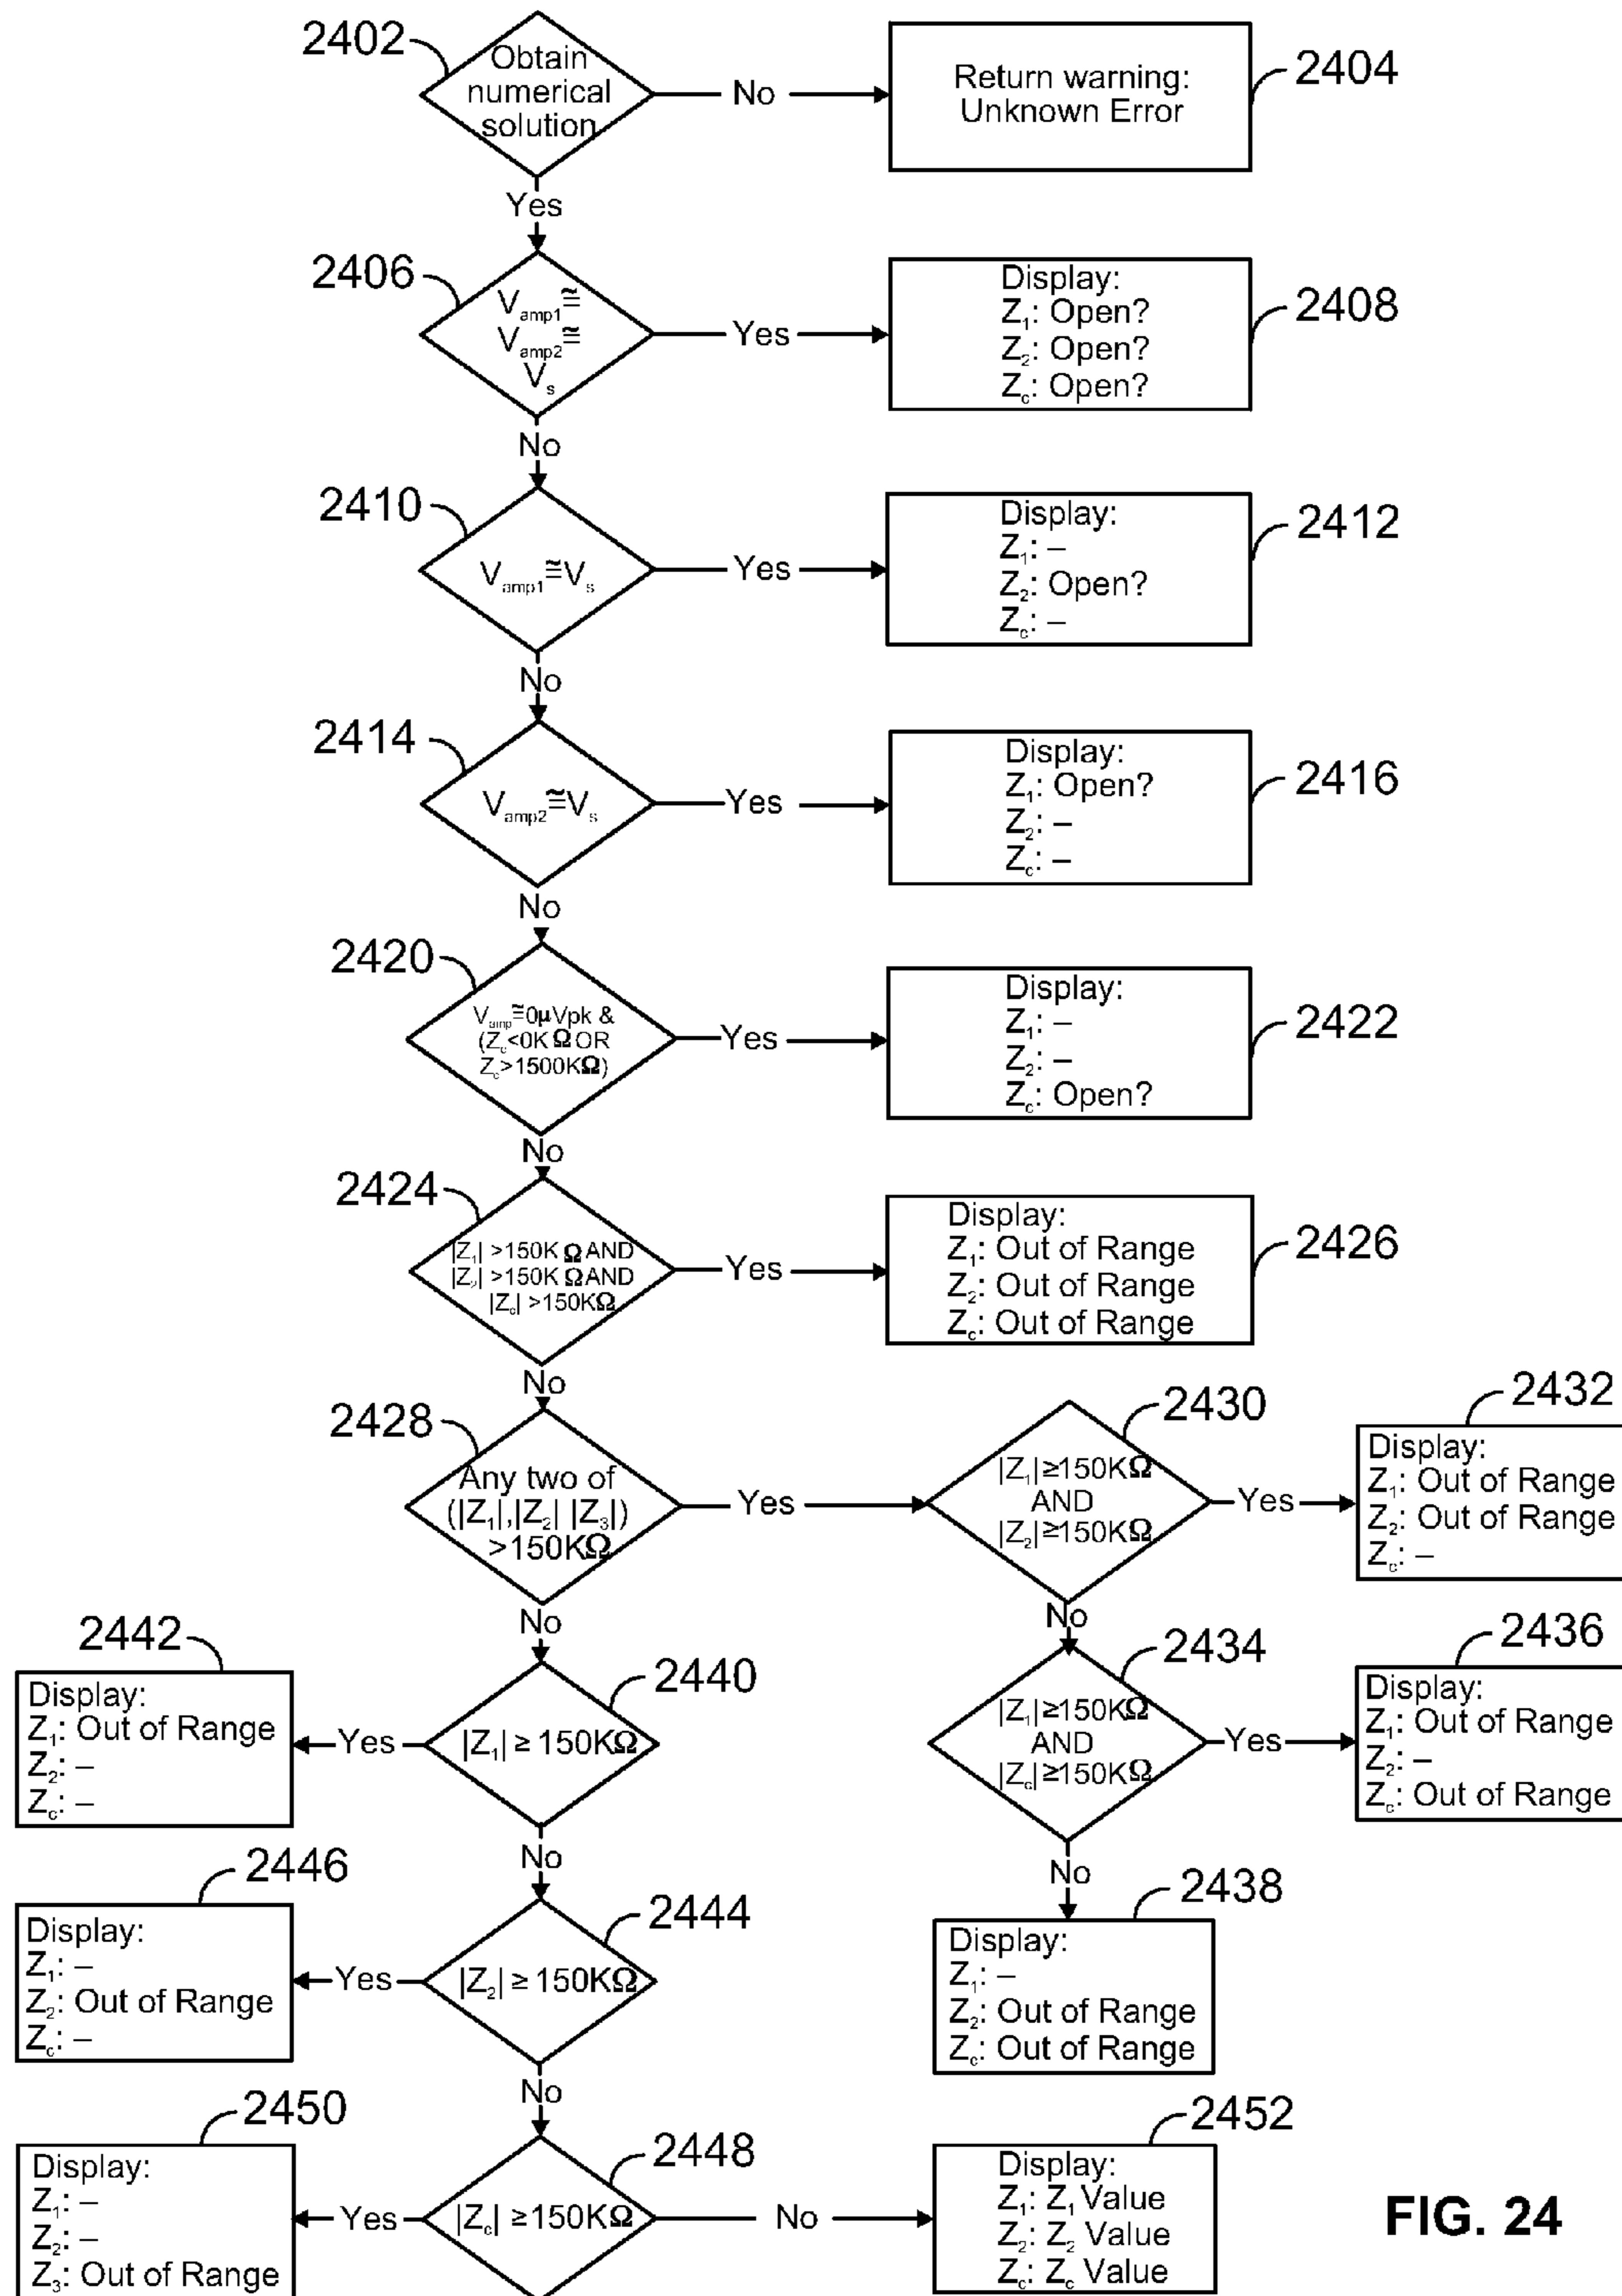 2402
Obtain
numerical
solution
No
Return warning:
Unknown Error
2404
Yes
2406
Vamp1≅
Vamp2≅
Vs
Yes
Display:
Z1: Open?
Z2: Open?
Zc: Open?
2408
No
2410
Vamp1≅Vs
Yes
Display:
Z1: –
Z2: Open?
Zc: –
2412
No
2414
Vamp2≅Vs
Yes
Display:
Z1: Open?
Z2: –
Zc: –
2416
No
2420
Vamp≅0µVpk &
(Zc<0KΩ OR
Zc>1500KΩ)
Yes
Display:
Z1: –
Z2: –
Zc: Open?
2422
No
2424
|Z1| >150KΩ AND
|Z2| >150KΩ AND
|Zc| >150KΩ
Yes
Display:
Z1: Out of Range
Z2: Out of Range
Zc: Out of Range
2426
No
2428
Any two of
(|Z1|,|Z2| |Z3|)
>150KΩ
Yes
2430
|Z1|≥150KΩ
AND
|Z2|≥150KΩ
Yes
2432
Display:
Z1: Out of Range
Z2: Out of Range
Zc: –
No
No
2434
|Z1|≥150KΩ
AND
|Zc|≥150KΩ
Yes
2436
Display:
Z1: Out of Range
Z2: –
Zc: Out of Range
No
2438
Display:
Z1: –
Z2: Out of Range
Zc: Out of Range
2440
|Z1| ≥ 150KΩ
Yes
2442
Display:
Z1: Out of Range
Z2: –
Zc: –
No
2444
|Z2| ≥ 150KΩ
Yes
2446
Display:
Z1: –
Z2: Out of Range
Zc: –
No
2448
|Zc| ≥150KΩ
Yes
2450
Display:
Z1: –
Z2: –
Z3: Out of Range
No
2452
Display:
Z1: Z1 Value
Z2: Z2 Value
Zc: Zc Value
FIG. 24